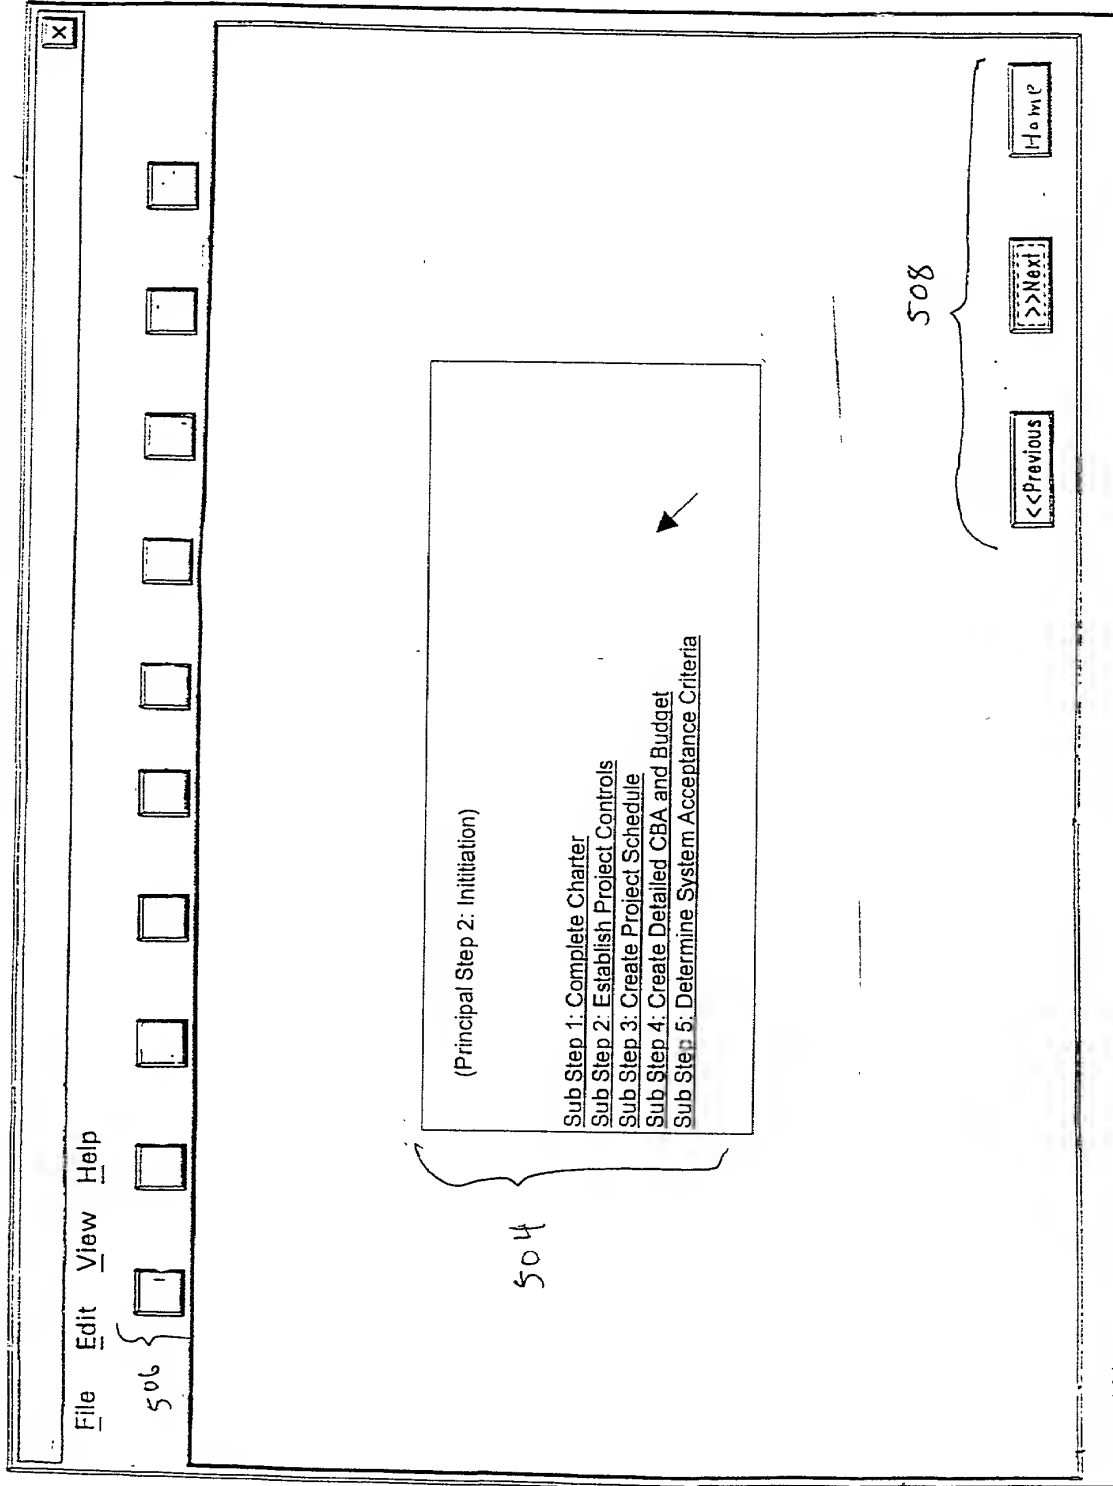 X
File Edit View Help
506
(Principal Step 2: Inititiation)
Sub Step 1: Complete Charter
Sub Step 2: Establish Project Controls
Sub Step 3: Create Project Schedule
Sub Step 4: Create Detailed CBA and Budget
Sub Step 5: Determine System Acceptance Criteria
504
508
<<Previous >>Next Home